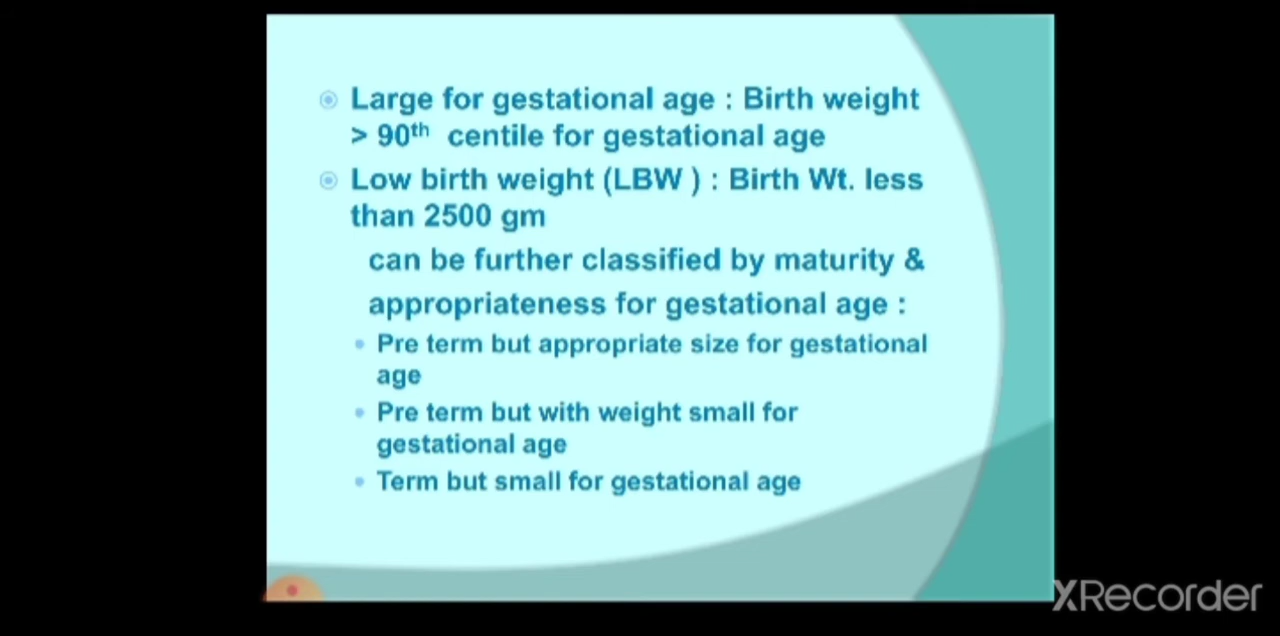 Large for gestational age : Birth weight
> 90th centile for gestational age
Low birth weight (LBW ) : Birth Wt. less
than 2500 gm
can be further classified by maturity &
appropriateness for gestational age :
Pre term but appropriate size for gestational
age
Pre term but with weight small for
gestational age
Term but small for gestational age
XRecorder